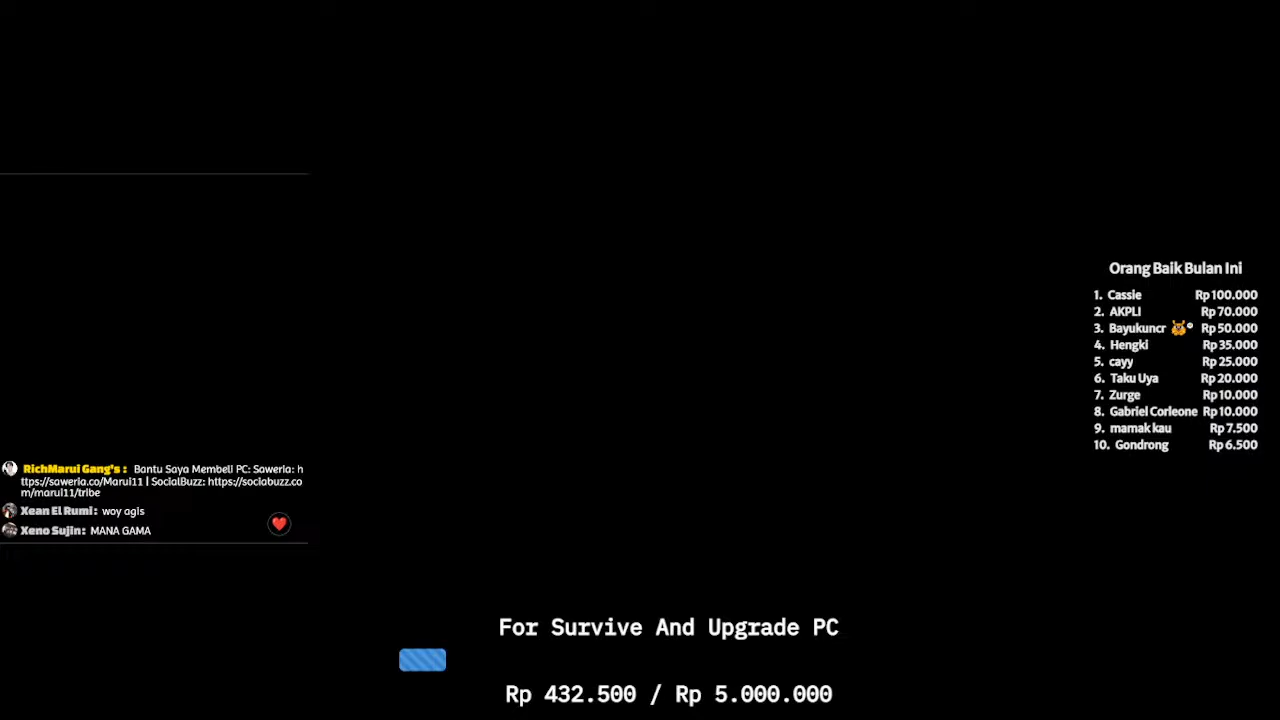 Orang Baik Bulan Ini
1. Cassie Rp 100.000
2. AKPLI Rp 70.000
3. Bayukuncr Rp 50.000
4. Hengki Rp 35.000
5. cayy Rp 25.000
6. Taku Uya Rp 20.000
7. Zurge Rp 10.000
8. Gabriel Corleone Rp 10.000
9. mamak kau Rp 7.500
10. Gondrong Rp 6.500
RichMarui Gang's : Bantu Saya Membeli PC: Saweria: h
ttps://saweria.co/Marui11 | SocialBuzz: https://sociabuzz.co
m/marui11/tribe
Xean El Rumi : woy agis
Xeno Sujin : MANA GAMA
For Survive And Upgrade PC
Rp 432.500 / Rp 5.000.000